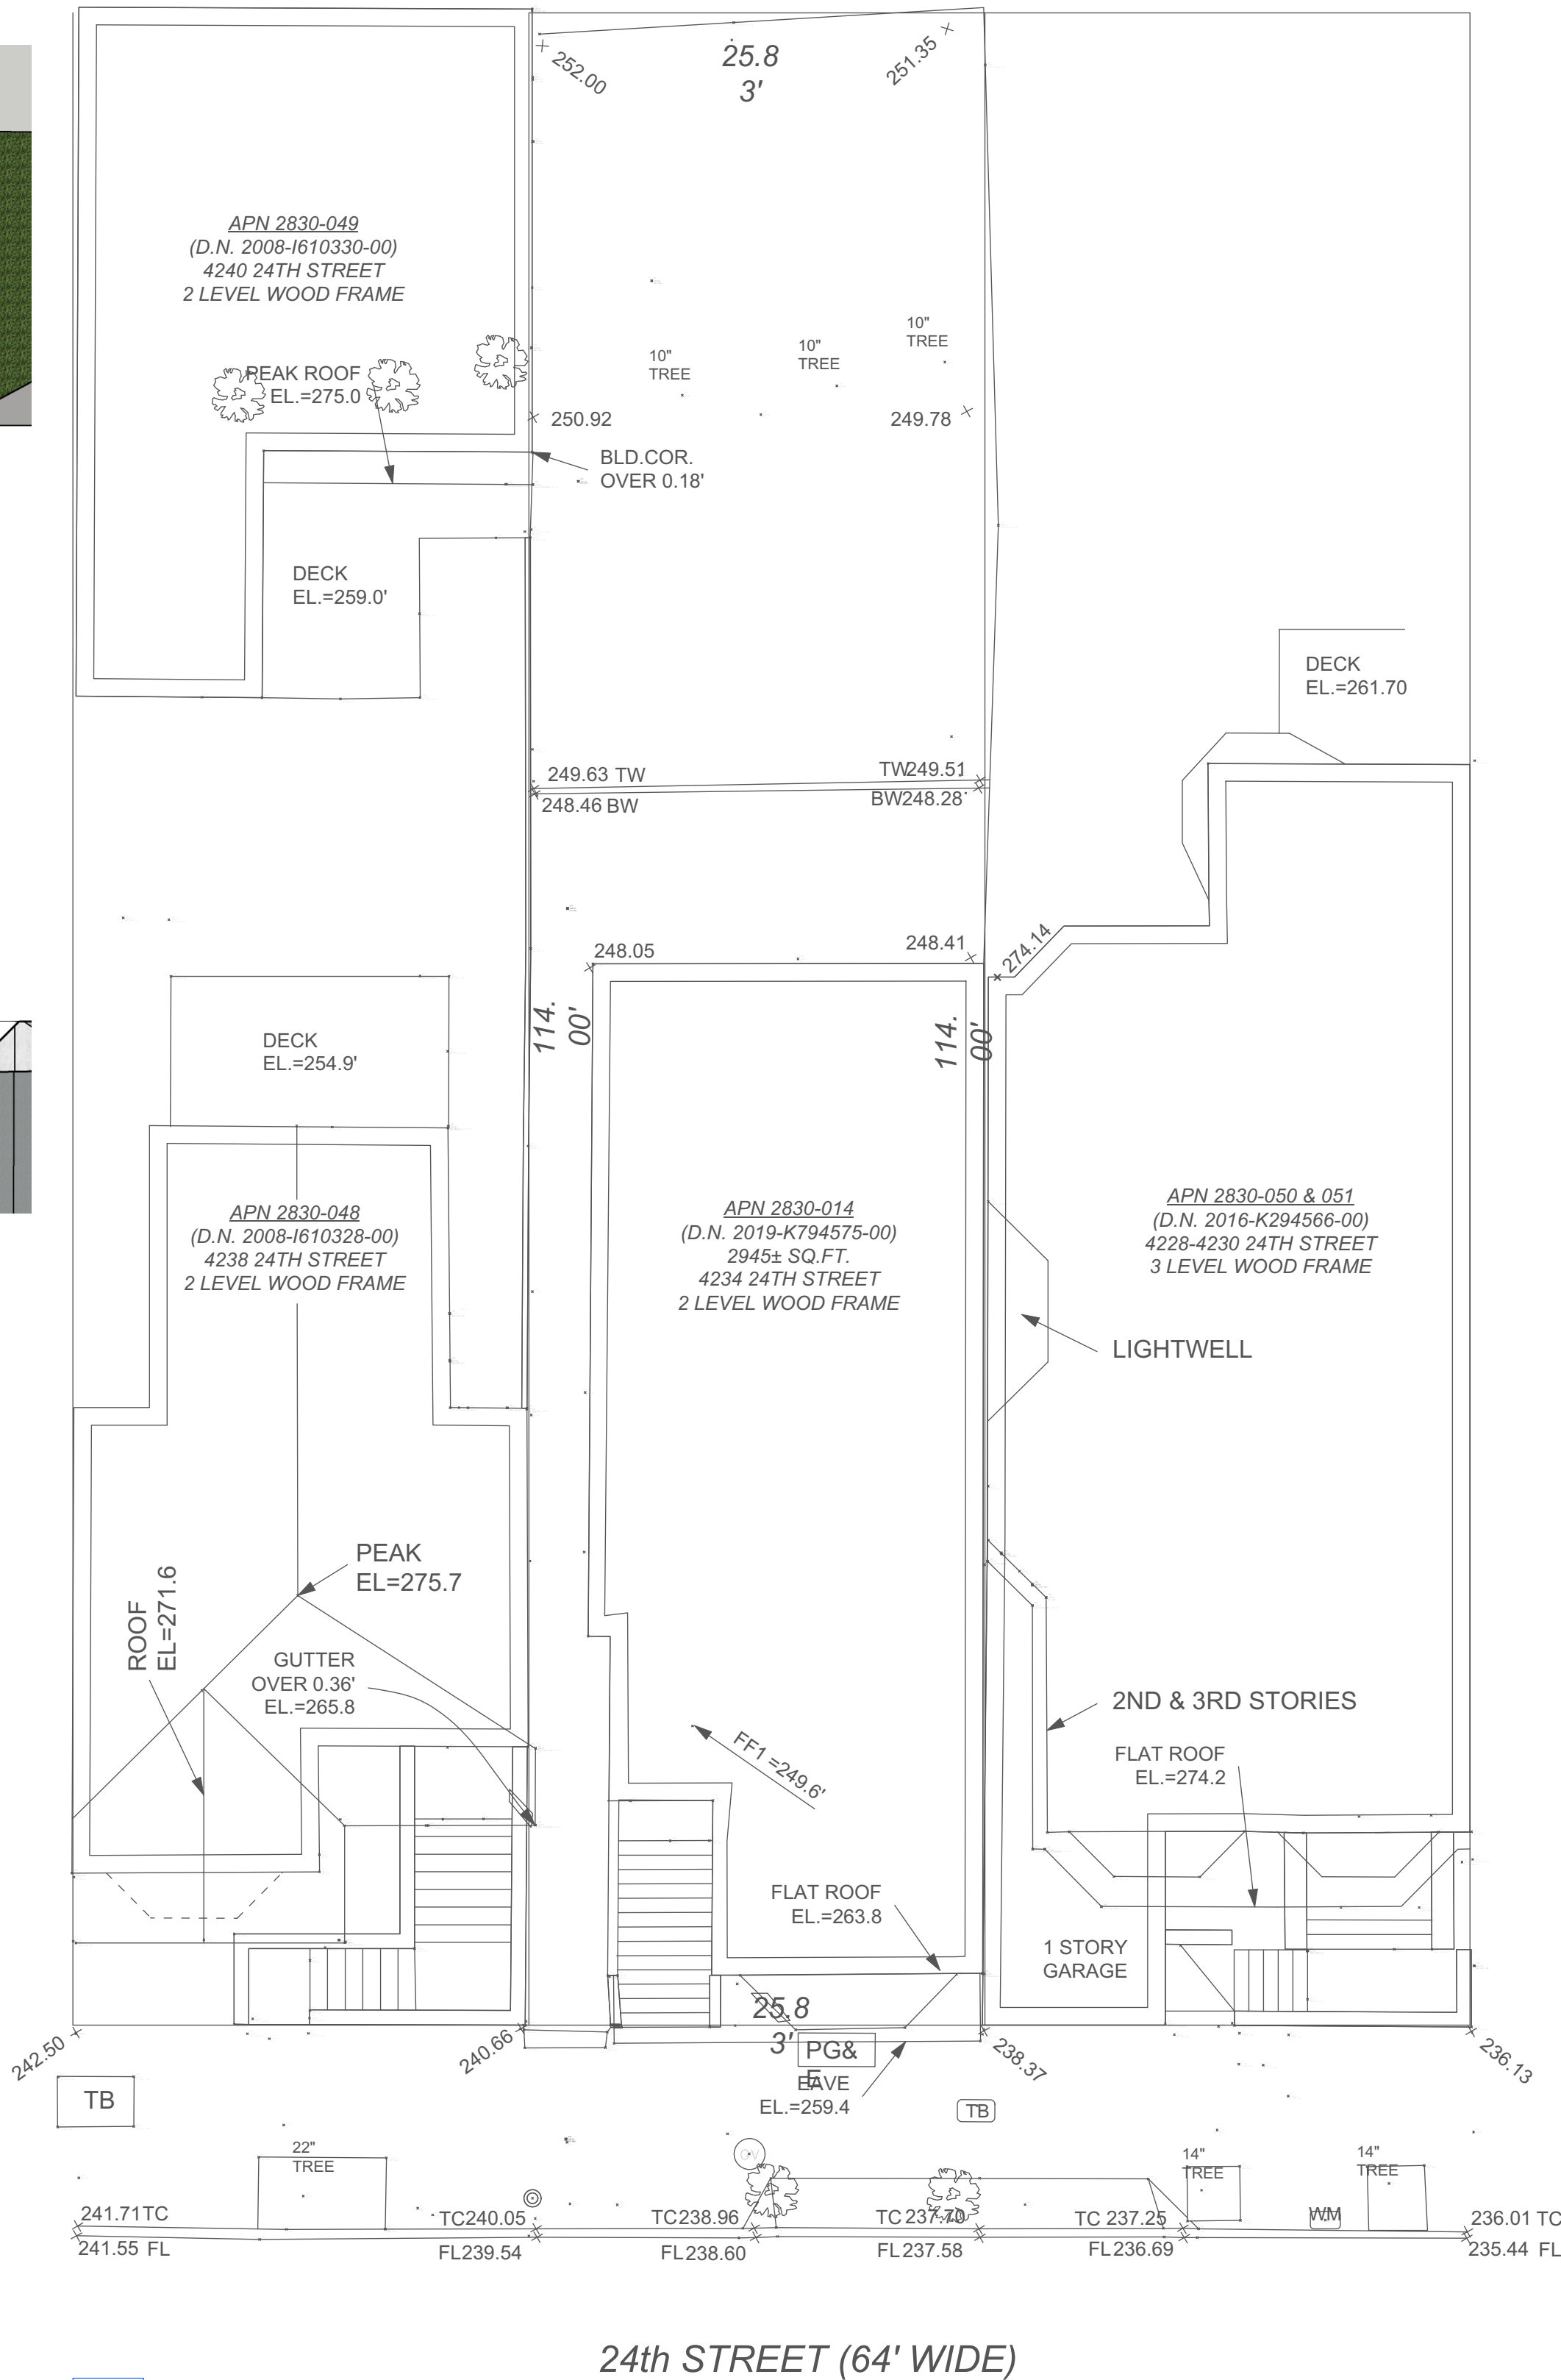 252.00
25.8
3'
251.35
APN 2830-049
(D.N. 2008-I610330-00)
4240 24TH STREET
2 LEVEL WOOD FRAME
10"
TREE
10"
TREE
10"
TREE
PEAK ROOF
EL.=275.0
250.92
249.78
BLD.COR.
OVER 0.18'
DECK
EL.=259.0'
DECK
EL.=261.70
249.63 TW
TW249.51
248.46 BW
BW248.28
248.05
248.41
274.14
114.
00'
114.
00'
DECK
EL.=254.9'
APN 2830-048
(D.N. 2008-I610328-00)
4238 24TH STREET
2 LEVEL WOOD FRAME
APN 2830-014
(D.N. 2019-K794575-00)
2945± SQ.FT.
4234 24TH STREET
2 LEVEL WOOD FRAME
APN 2830-050 & 051
(D.N. 2016-K294566-00)
4228-4230 24TH STREET
3 LEVEL WOOD FRAME
LIGHTWELL
PEAK
EL=275.7
ROOF
EL=271.6
GUTTER
OVER 0.36'
EL.=265.8
2ND & 3RD STORIES
FF1 =249.6'
FLAT ROOF
EL.=274.2
FLAT ROOF
EL.=263.8
1 STORY
GARAGE
25.8
3'
242.50
240.66
238.37
236.13
PG&
E
EAVE
EL.=259.4
TB
TB
22"
TREE
14"
TREE
14"
TREE
WM
241.71TC
TC240.05
TC238.96
TC 237.70
TC 237.25
236.01 TC
241.55 FL
FL239.54
FL238.60
FL237.58
FL236.69
235.44 FL
24th STREET (64' WIDE)